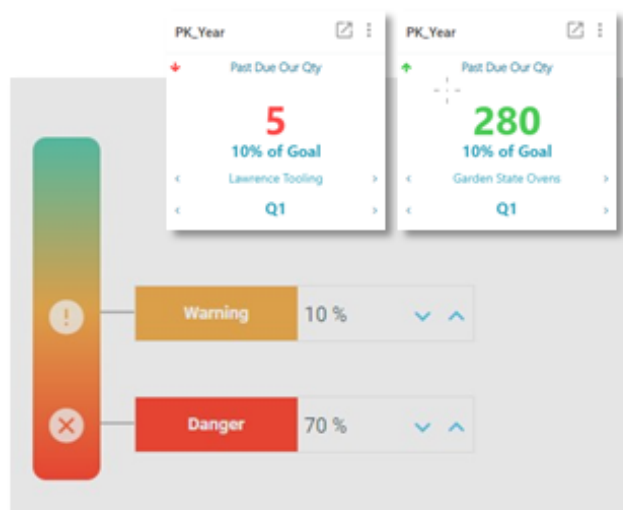 PK_Year
Past Due Our Qty
5
10% of Goal
Lawrence Tooling
Q1
PK_Year
Past Due Our Qty
280
10% of Goal
Garden State Ovens
Q1
Warning 10 %
Danger 70 %